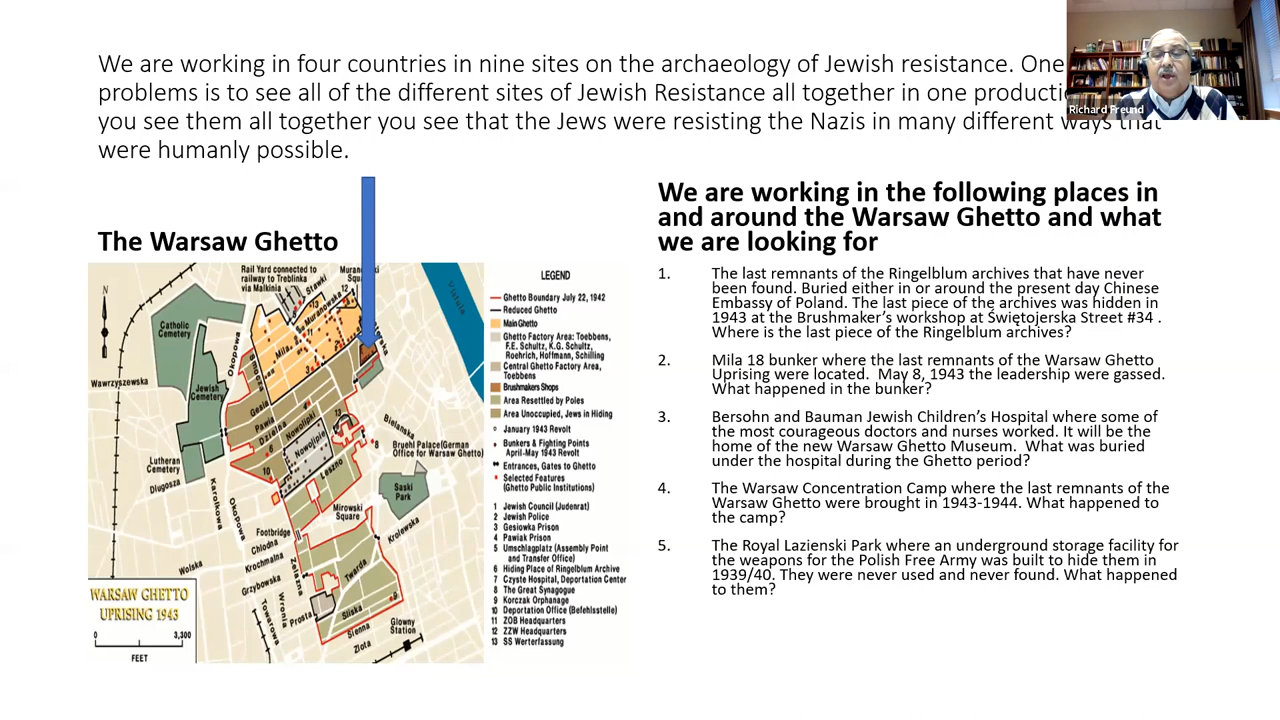 We are working in four countries in nine sites on the archaeology of Jewish resistance. One
problems is to see all of the different sites of Jewish Resistance all together in one
you see them all together you see that the Jews were resisting the Nazis in many different ways that
were humanly possible.
Richard Freund
The Warsaw Ghetto
Rail Yard connected to
railway to Treblinka
via Malkinia
N
Catholic
Cemetery
Stawki
Vistula
Okopowa
Mila
Wawrzyszewska
Jewish
Cemetery
Smocza
Gesia
Pawia
Dzielna
Nowolipki
Nowolipie
Leszno
Bielanska
Bruehl Palace(German
Office for Warsaw Ghetto)
Lutheran
Cemetery
Dlugosza
Karolkowa
Okopowa
Saski
Park
Mirowski
Square
Krolewska
Footbridge
Chlodna
Krochmalna
Wolska
Grzybowska
Zelazna
Twarda
Towarowa
Wronia
Prosta
Sliska
Sienna
Zlota
Glowny
Station
WARSAW GHETTO
UPRISING 1943
0 3,300
FEET
LEGEND
Ghetto Boundary July 22, 1942
Reduced Ghetto
Main Ghetto
Ghetto Factory Area: Toebbens,
F.E. Schultz, K.G. Schultz,
Roehrich, Hoffmann, Schilling
Central Ghetto Factory Area,
Toebbens
Brushmakers Shops
Area Resettled by Poles
Area Unoccupied, Jews in Hiding
January 1943 Revolt
Bunkers & Fighting Points
April-May 1943 Revolt
Entrances, Gates to Ghetto
Selected Features
(Ghetto Public Institutions)
1 Jewish Council (Judenrat)
2 Jewish Police
3 Gesiowka Prison
4 Pawiak Prison
5 Umschlagplatz (Assembly Point
and Transfer Office)
6 Hiding Place of Ringelblum Archive
7 Czyste Hospital, Deportation Center
8 The Great Synagogue
9 Korczak Orphanage
10 Deportation Office (Befehlsstelle)
11 ZOB Headquarters
12 ZZW Headquarters
13 SS Werterfassung
We are working in the following places in
and around the Warsaw Ghetto and what
we are looking for
1. The last remnants of the Ringelblum archives that have never
been found. Buried either in or around the present day Chinese
Embassy of Poland. The last piece of the archives was hidden in
1943 at the Brushmaker's workshop at Świętojerska Street #34 .
Where is the last piece of the Ringelblum archives?
2. Mila 18 bunker where the last remnants of the Warsaw Ghetto
Uprising were located. May 8, 1943 the leadership were gassed.
What happened in the bunker?
3. Bersohn and Bauman Jewish Children's Hospital where some of
the most courageous doctors and nurses worked. It will be the
home of the new Warsaw Ghetto Museum. What was buried
under the hospital during the Ghetto period?
4. The Warsaw Concentration Camp where the last remnants of the
Warsaw Ghetto were brought in 1943-1944. What happened to
the camp?
5. The Royal Lazienski Park where an underground storage facility for
the weapons for the Polish Free Army was built to hide them in
1939/40. They were never used and never found. What happened
to them?